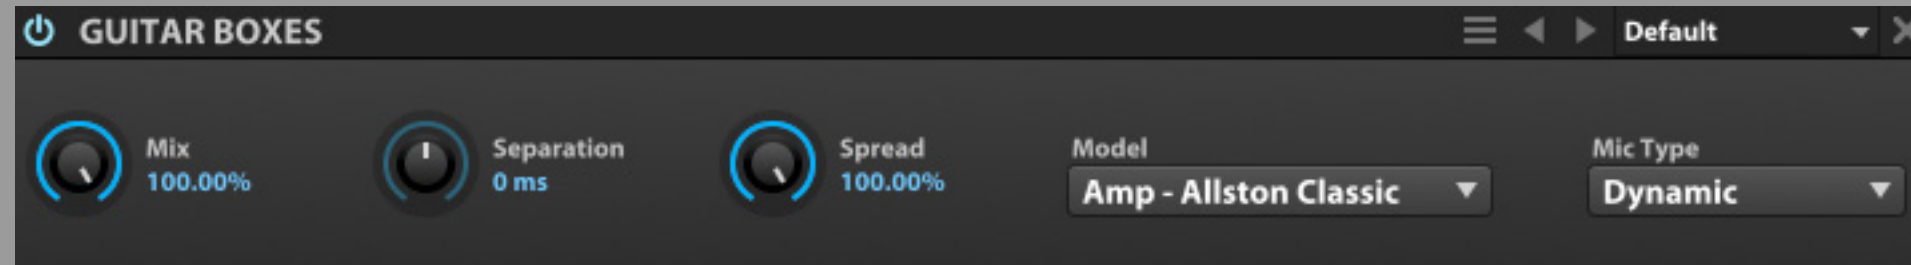 GUITAR BOXES
Default
Mix
100.00%
Separation
0 ms
Spread
100.00%
Model
Amp - Allston Classic
Mic Type
Dynamic